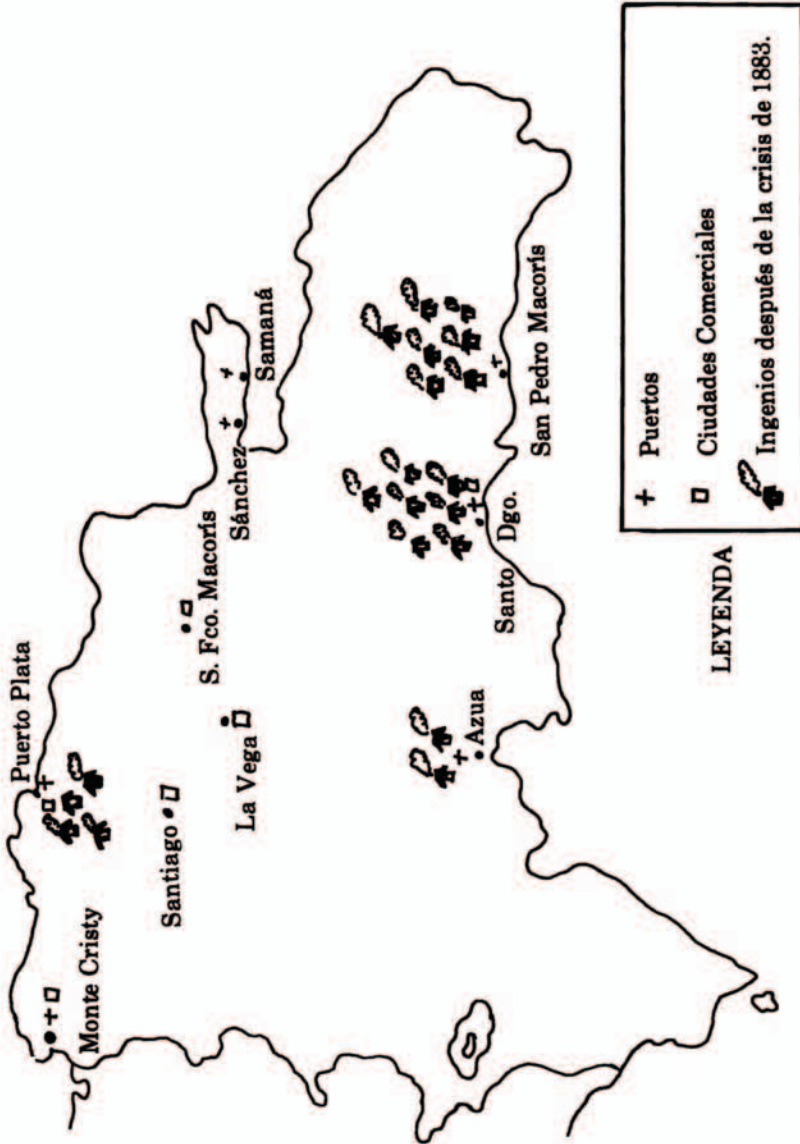 Puerto Plata
Monte Cristy
Santiago
S. Fco. Macorís
La Vega
Sánchez
Samaná
Azua
Santo Dgo.
San Pedro Macorís
LEYENDA
+ Puertos
Ciudades Comerciales
Ingenios después de la crisis de 1883.